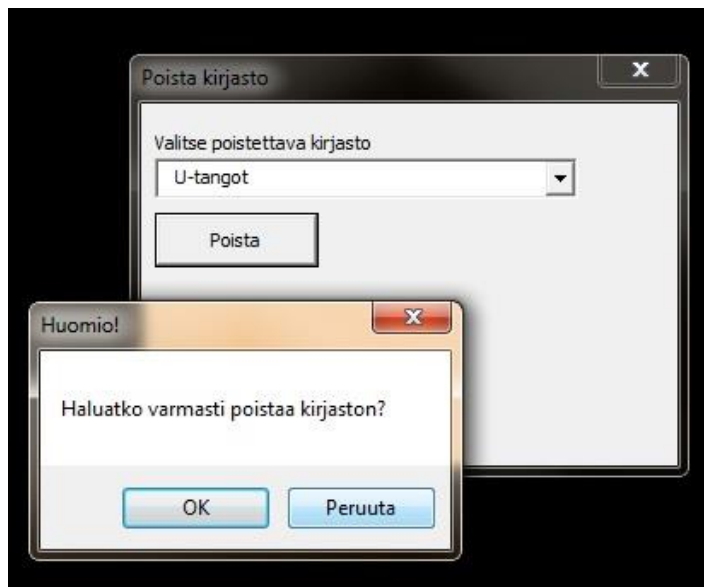 Poista kirjasto
Valitse poistettava kirjasto
U-tangot
Poista
Huomio!
Haluatko varmasti poistaa kirjaston?
OK
Peruuta